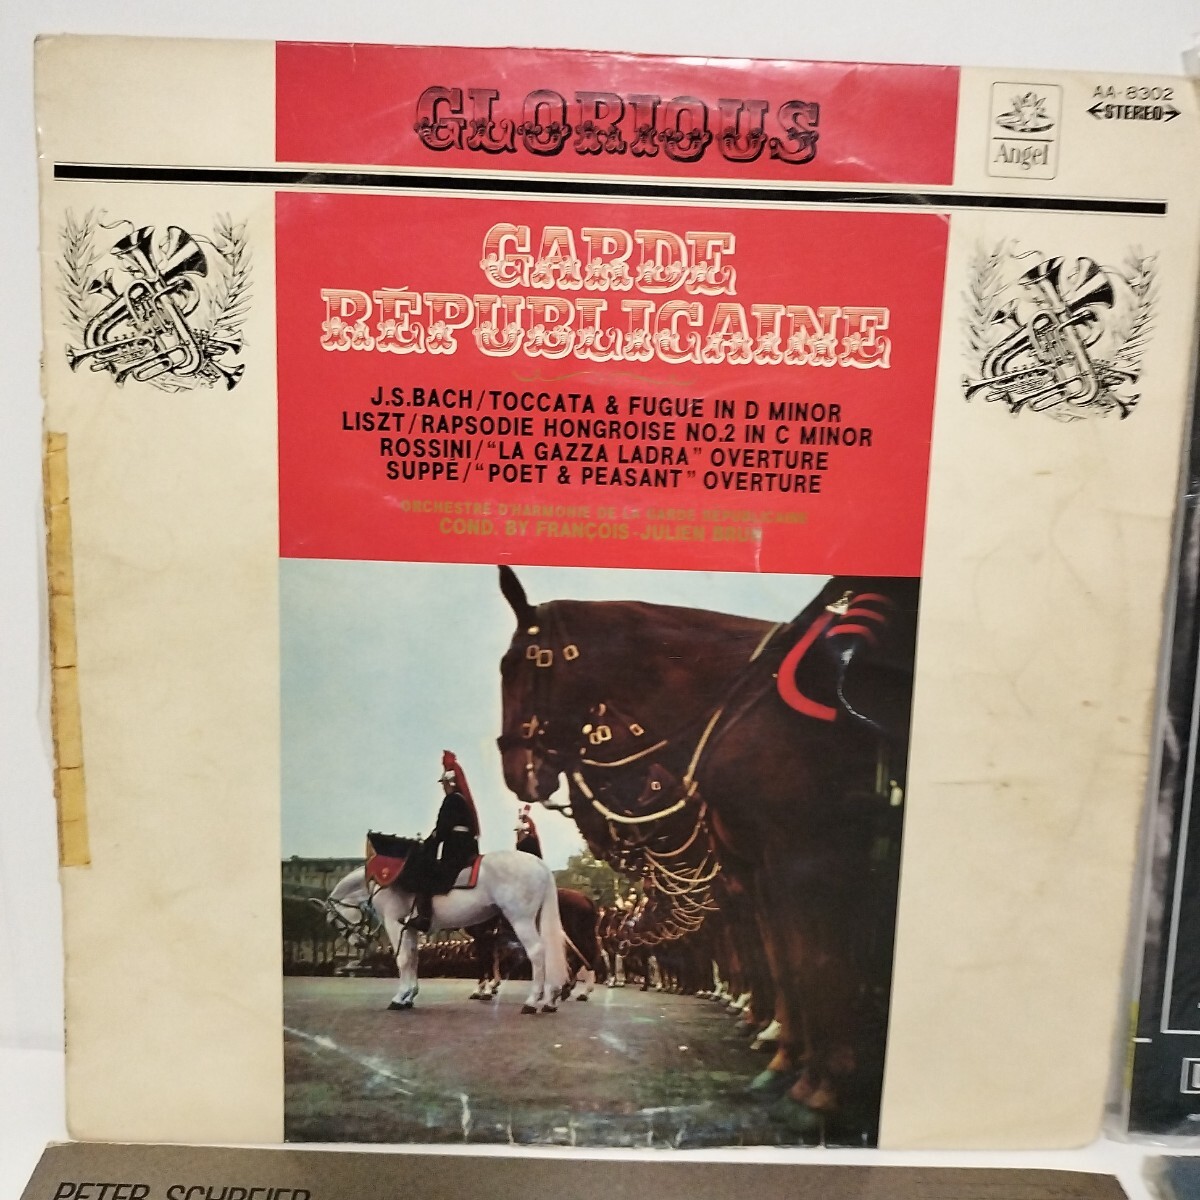 GLORIOUS
Angel
AA-8302
STEREO
GARDE
RÉPUBLICAINE
J.S.BACH/TOCCATA & FUGUE IN D MINOR
LISZT/RAPSODIE HONGROISE NO.2 IN C MINOR
ROSSINI/“LA GAZZA LADRA” OVERTURE
SUPPÉ/“POET & PEASANT” OVERTURE
ORCHESTRE D'HARMONIE DE LA GARDE RÉPUBLICAINE
COND. BY FRANÇOIS-JULIEN BRUN
PETER SCHREIER